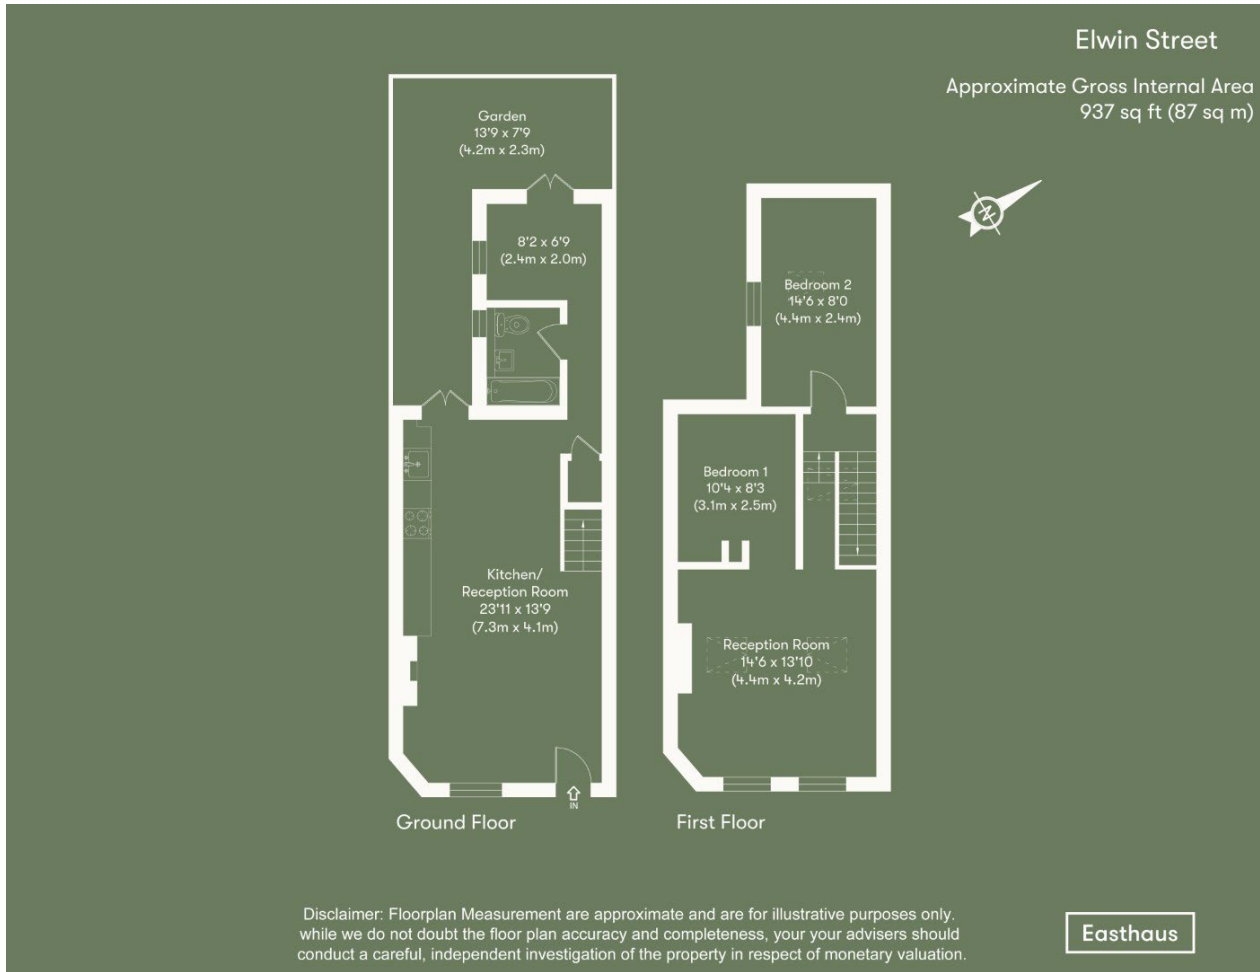 Elwin Street
Approximate Gross Internal Area
937 sq ft (87 sq m)
Garden
13'9 x 7'9
(4.2m x 2.3m)
8'2 x 6'9
(2.4m x 2.0m)
Kitchen/
Reception Room
23'11 x 13'9
(7.3m x 4.1m)
IN
Ground Floor
N
Bedroom 2
14'6 x 8'0
(4.4m x 2.4m)
Bedroom 1
10'4 x 8'3
(3.1m x 2.5m)
Reception Room
14'6 x 13'10
(4.4m x 4.2m)
First Floor
Disclaimer: Floorplan Measurement are approximate and are for illustrative purposes only.
while we do not doubt the floor plan accuracy and completeness, your your advisers should
conduct a careful, independent investigation of the property in respect of monetary valuation.
Easthaus